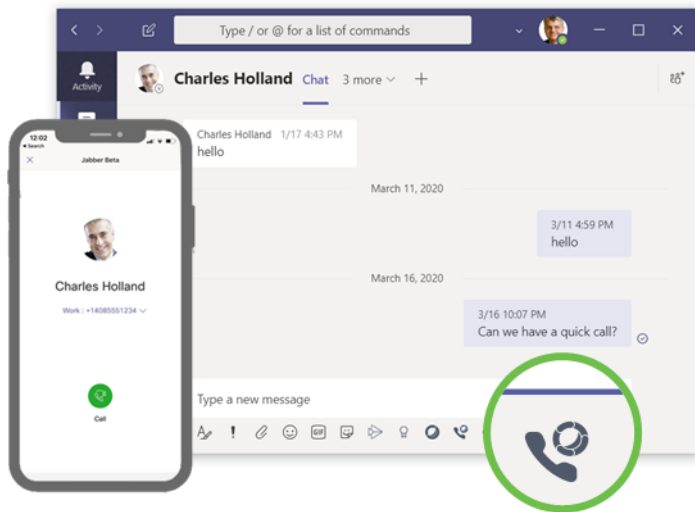 Type / or @ for a list of commands
Activity
Charles Holland Chat 3 more
Charles Holland 1/17 4:43 PM
hello
March 11, 2020
3/11 4:59 PM
hello
March 16, 2020
3/16 10:07 PM
Can we have a quick call?
Type a new message
GIF
12:02
Search
Jabber Beta
Charles Holland
Work : +14085551234
Call